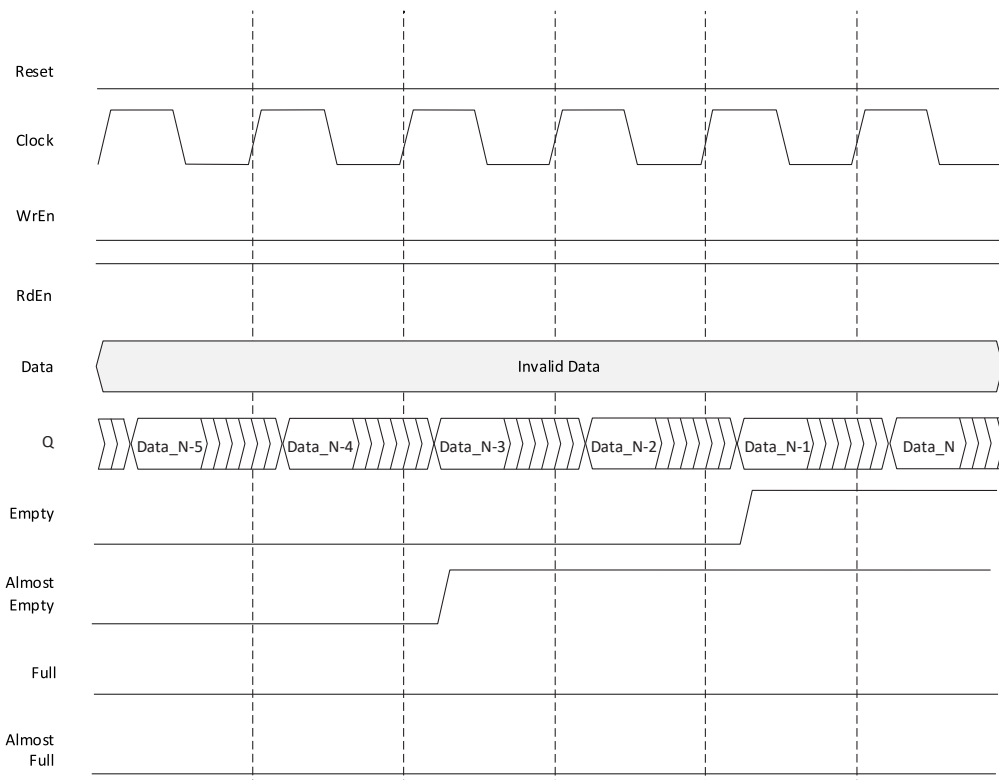 Reset
Clock
WrEn
RdEn
Data
Invalid Data
Q
Data_N-5
Data_N-4
Data_N-3
Data_N-2
Data_N-1
Data_N
Empty
Almost
Empty
Full
Almost
Full